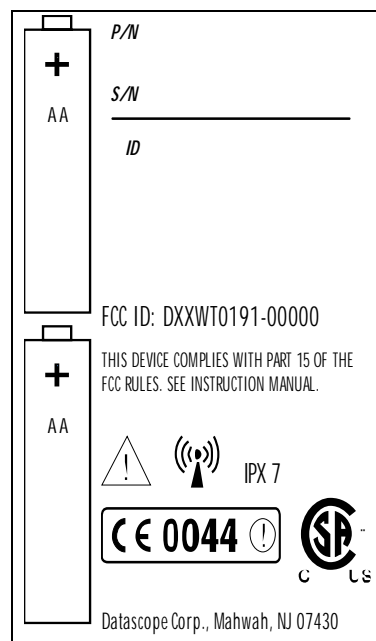 P/N
+
AA
S/N
ID
FCC ID: DXXWT0191-00000
THIS DEVICE COMPLIES WITH PART 15 OF THE
FCC RULES. SEE INSTRUCTION MANUAL.
+
AA
!
IPX 7
CE 0044 !
CSA
C US
Datascope Corp., Mahwah, NJ 07430